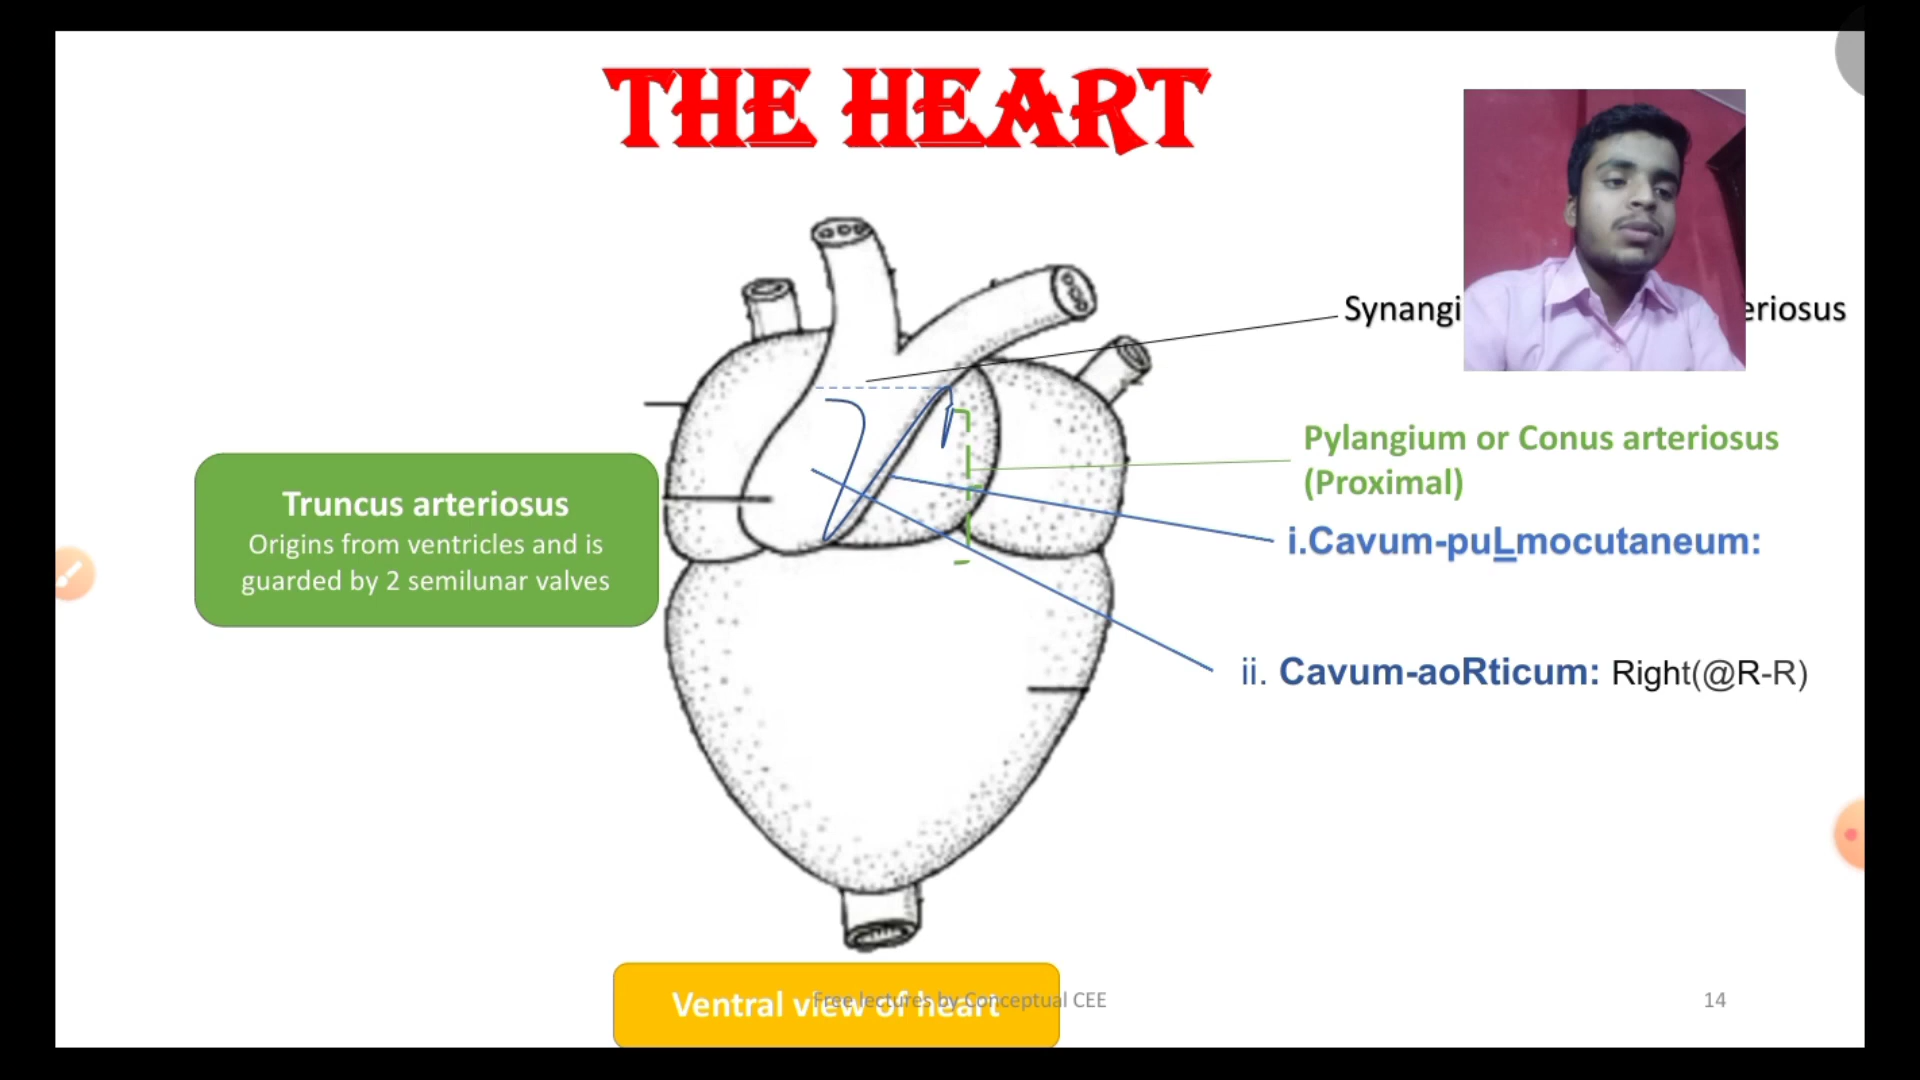 THE HEART
Synangi eriosus
Pylangium or Conus arteriosus
(Proximal)
Truncus arteriosus
Origins from ventricles and is
guarded by 2 semilunar valves
i.Cavum-puLmocutaneum:
ii. Cavum-aoRticum: Right(@R-R)
Ventral view of heart
Free lectures by Conceptual CEE
14